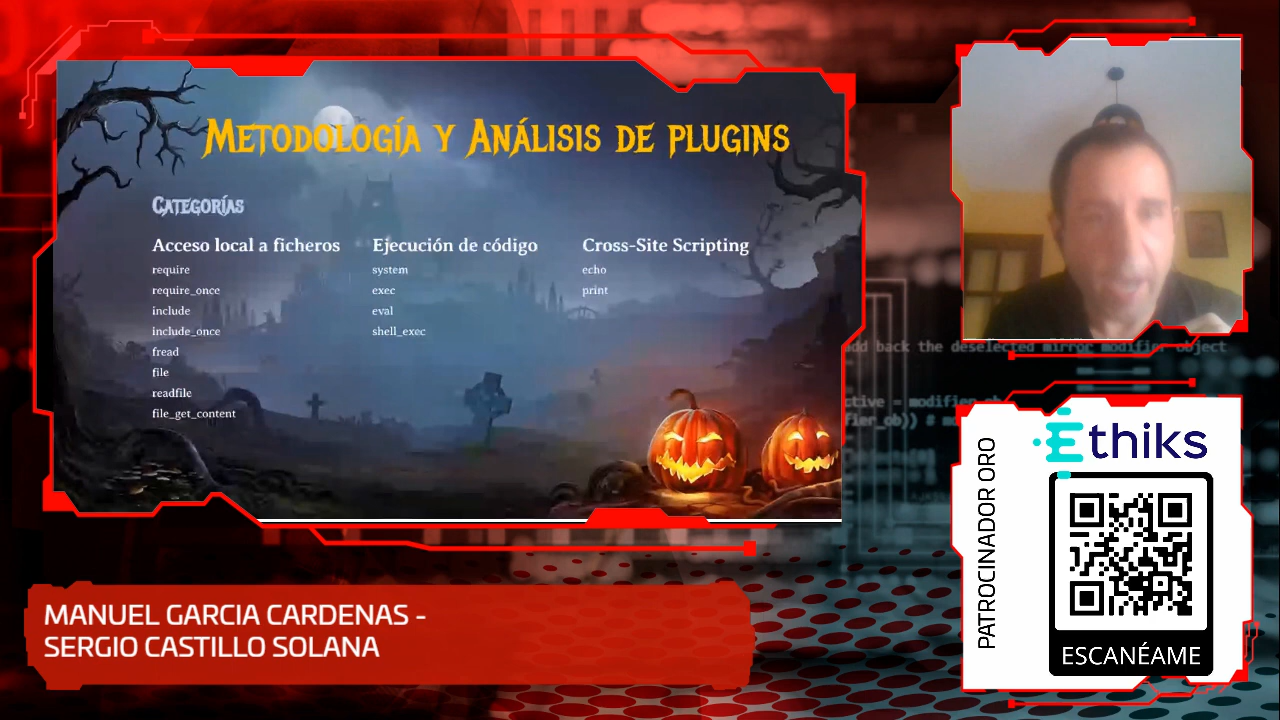 Metodología y Análisis de plugins
Categorías
Acceso local a ficheros
require
require_once
include
include_once
fread
file
readfile
file_get_content
Ejecución de código
system
exec
eval
shell_exec
Cross-Site Scripting
echo
print
add back the deselected mirror modifier object
MANUEL GARCIA CARDENAS -
SERGIO CASTILLO SOLANA
PATROCINADOR ORO
Ethiks
ESCANÉAME